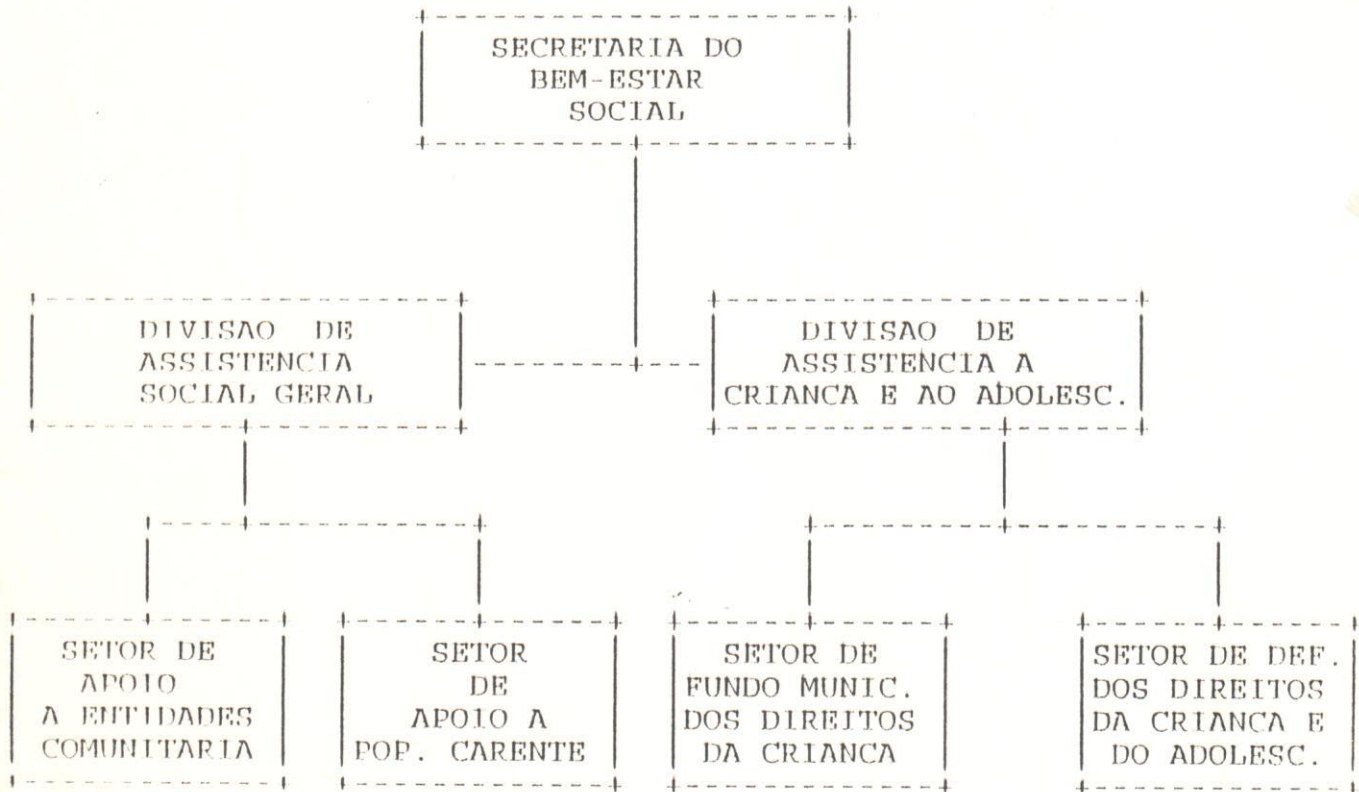 SECRETARIA DO
BEM-ESTAR
SOCIAL
DIVISAO DE
ASSISTENCIA
SOCIAL GERAL
DIVISAO DE
ASSISTENCIA A
CRIANCA E AO ADOLESC.
SETOR DE
APOIO
A ENTIDADES
COMUNITARIA
SETOR
DE
APOIO A
POP. CARENTE
SETOR DE
FUNDO MUNIC.
DOS DIREITOS
DA CRIANCA
SETOR DE DEF.
DOS DIREITOS
DA CRIANCA E
DO ADOLESC.